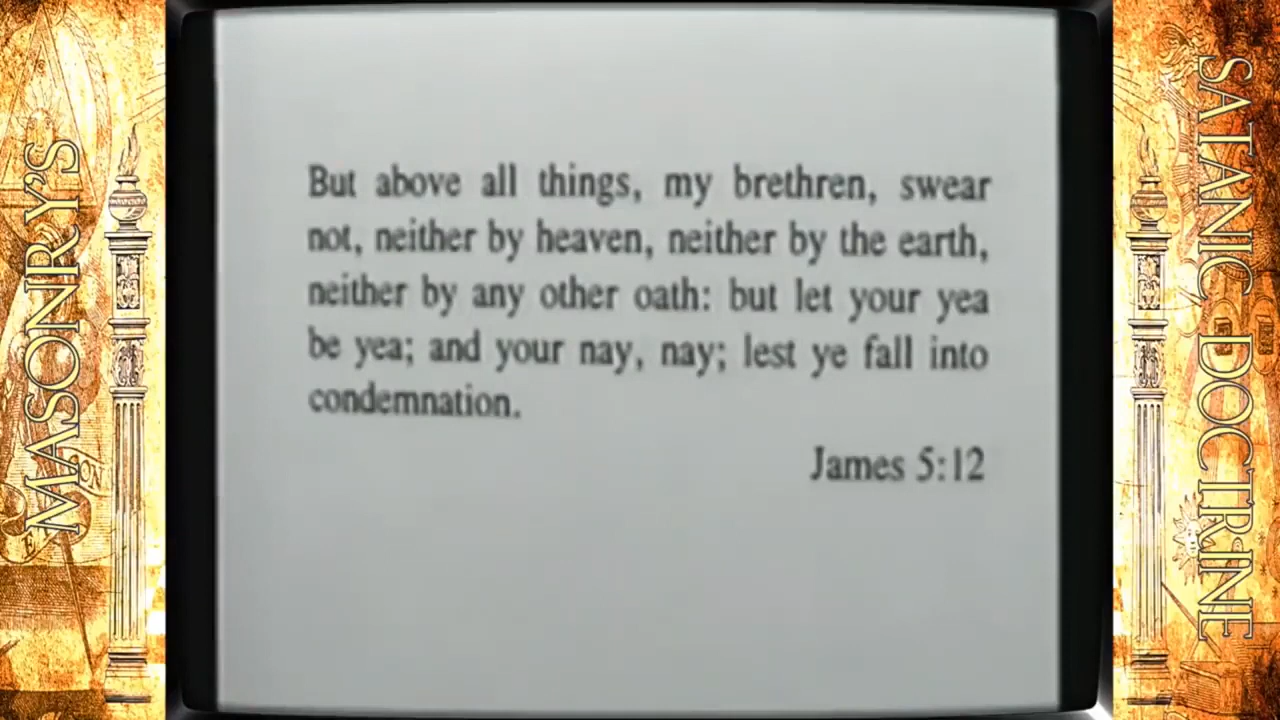 MASONRY'S
But above all things, my brethren, swear
not, neither by heaven, neither by the earth,
neither by any other oath: but let your yea
be yea; and your nay, nay; lest ye fall into
condemnation.
James 5:12
SATANIC DOCTRINE